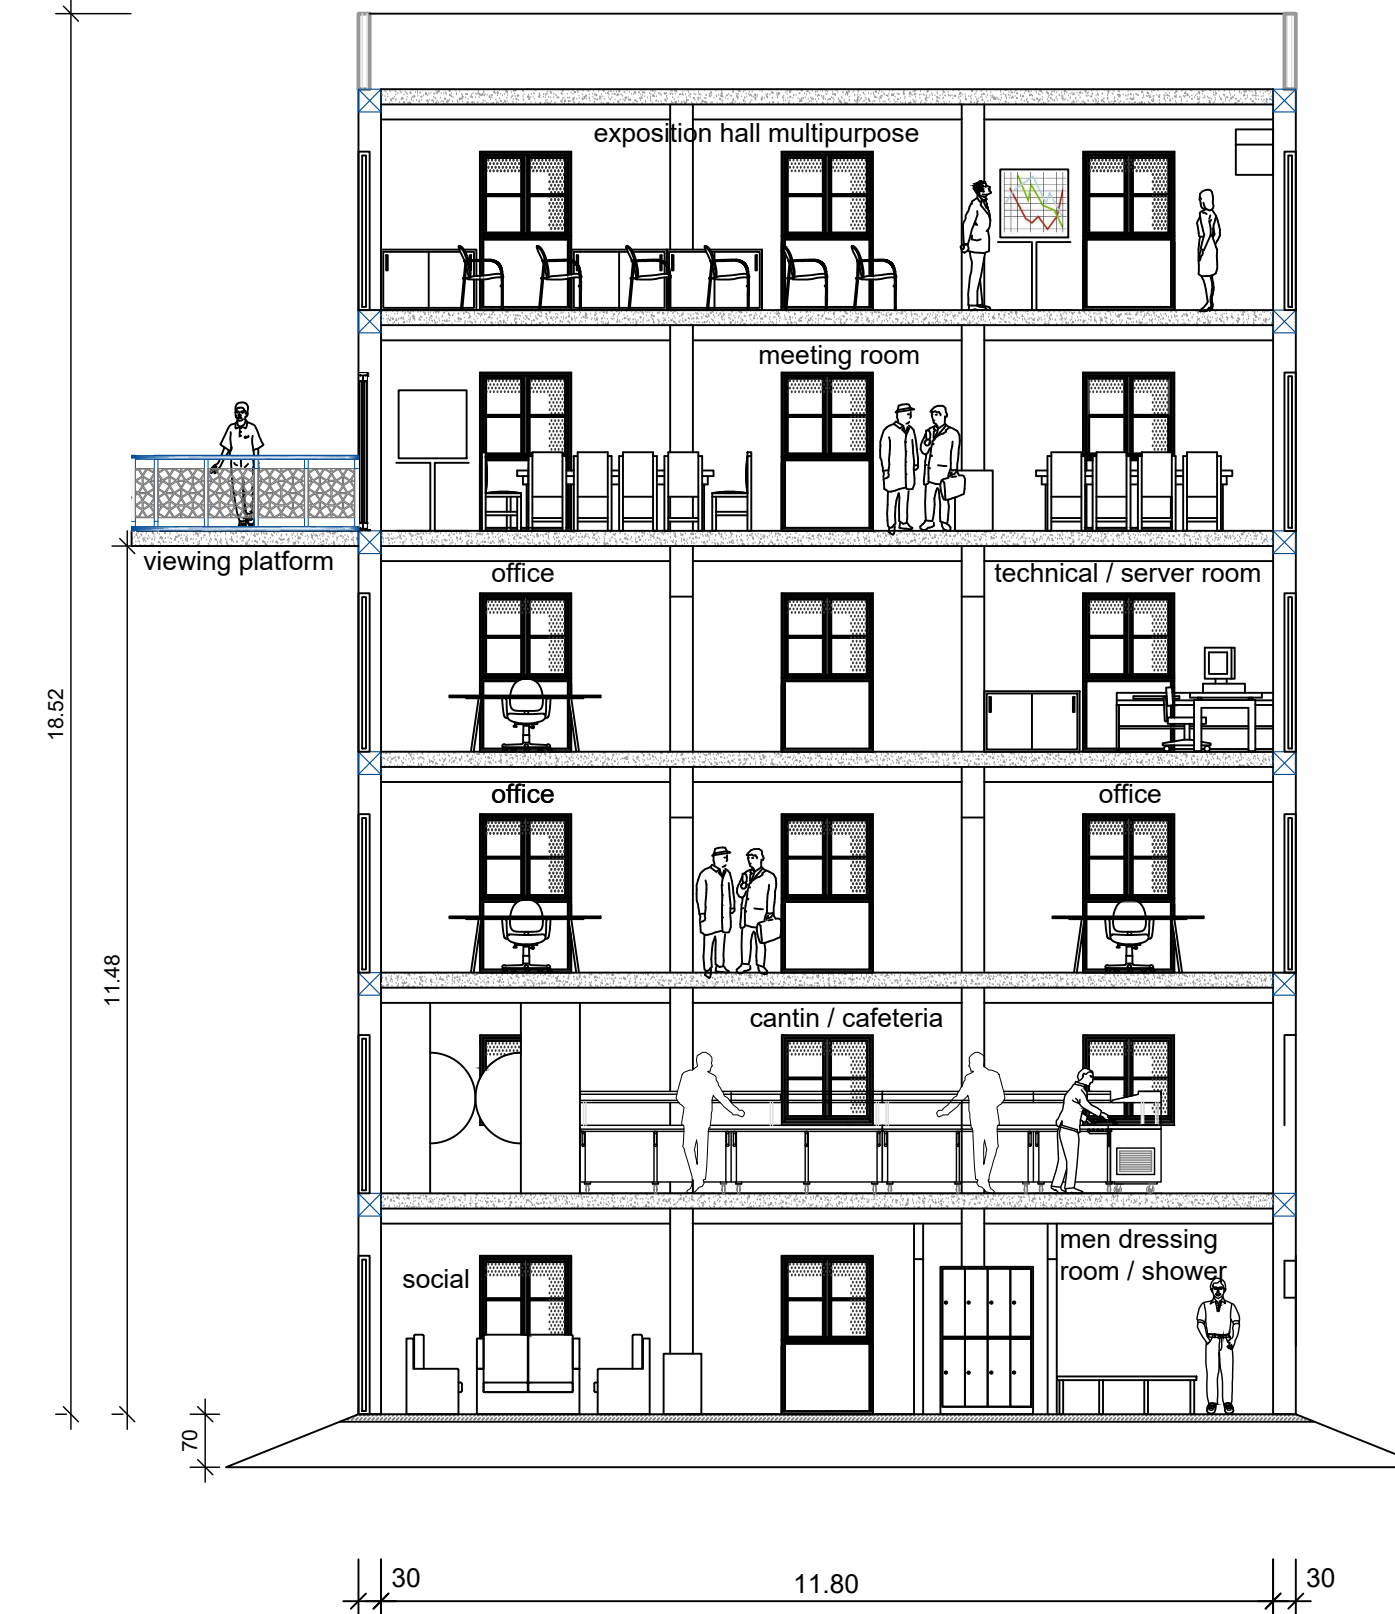 exposition hall multipurpose
meeting room
viewing platform
office
technical / server room
18.52
office
office
11.48
cantin / cafeteria
men dressing
room / shower
social
70
30
11.80
30